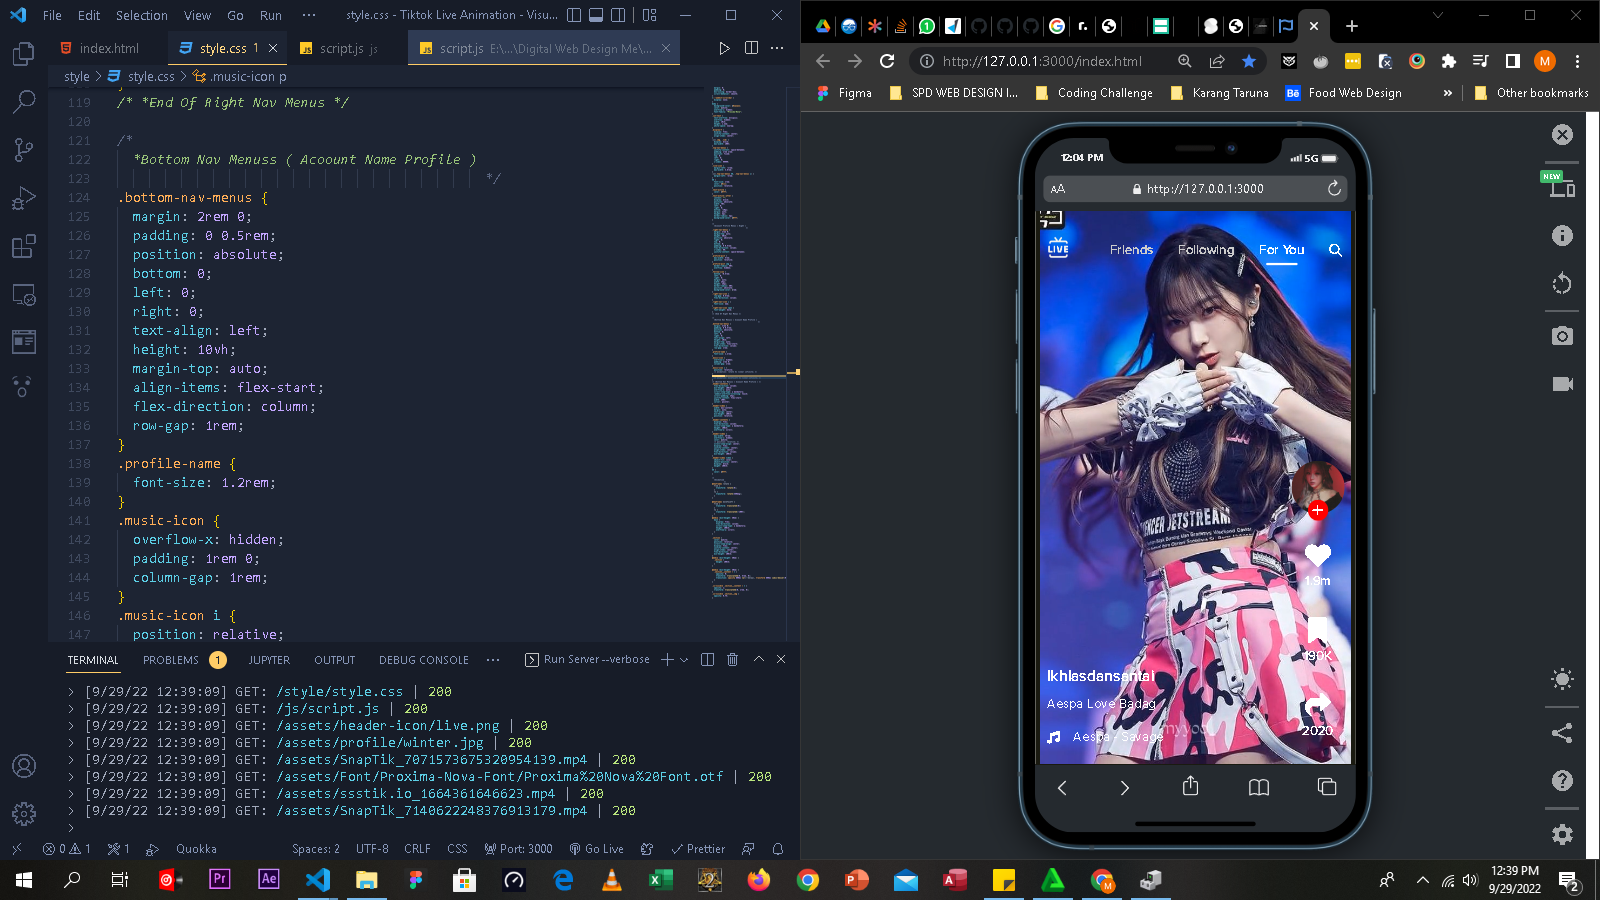 File Edit Selection View Go Run ··· style.css - Tiktok Live Animation - Visu...
index.html style.css 1 script.js js script.js E:\...\Digital Web Design Me\...
style > style.css > .music-icon p
119 /* *End Of Right Nav Menus */
120
121 /*
122 *Bottom Nav Menuss ( Acoount Name Profile )
123 */
124 .bottom-nav-menus {
125 margin: 2rem 0;
126 padding: 0 0.5rem;
127 position: absolute;
128 bottom: 0;
129 left: 0;
130 right: 0;
131 text-align: left;
132 height: 10vh;
133 margin-top: auto;
134 align-items: flex-start;
135 flex-direction: column;
136 row-gap: 1rem;
137 }
138 .profile-name {
139 font-size: 1.2rem;
140 }
141 .music-icon {
142 overflow-x: hidden;
143 padding: 1rem 0;
144 column-gap: 1rem;
145 }
146 .music-icon i {
147 position: relative;
TERMINAL PROBLEMS 1 JUPYTER OUTPUT DEBUG CONSOLE ··· Run Server --verbose
> [9/29/22 12:39:09] GET: /style/style.css | 200
> [9/29/22 12:39:09] GET: /js/script.js | 200
> [9/29/22 12:39:09] GET: /assets/header-icon/live.png | 200
> [9/29/22 12:39:09] GET: /assets/profile/winter.jpg | 200
> [9/29/22 12:39:09] GET: /assets/SnapTik_7071573675320954139.mp4 | 200
> [9/29/22 12:39:09] GET: /assets/Font/Proxima-Nova-Font/Proxima%20Nova%20Font.otf | 200
> [9/29/22 12:39:09] GET: /assets/ssstik.io_1664361646623.mp4 | 200
> [9/29/22 12:39:09] GET: /assets/SnapTik_7140622248376913179.mp4 | 200
>
0 1 1 Quokka Spaces: 2 UTF-8 CRLF CSS Port: 3000 Go Live Prettier
http://127.0.0.1:3000/index.html M
Figma SPD WEB DESIGN I... Coding Challenge Karang Taruna Bē Food Web Design » Other bookmarks
NEW
12:04 PM 5G
AA http://127.0.0.1:3000
LIVE Friends Following For You
JETSTREAM
1.9m
190K
Ikhlasdansantai
Aespa Love Badag
2020
Aespa - Savage
Pr Ae
12:39 PM
9/29/2022
2